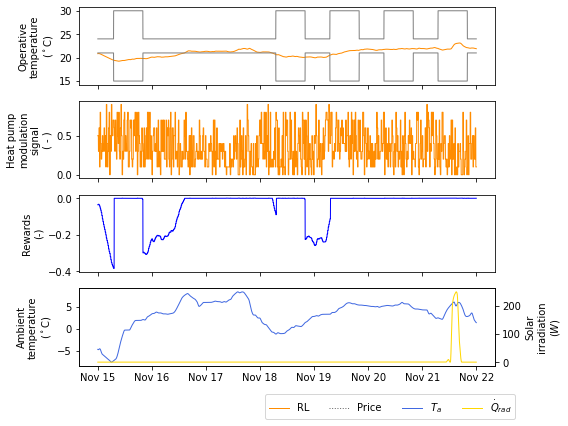 Operative
temperature
(°C)
30
25
20
15
Heat pump
modulation
signal
( - )
0.5
0.0
Rewards
(-)
0.0
−0.2
−0.4
Ambient
temperature
(°C)
5
0
−5
200
100
0
Solar
irradiation
(W)
Nov 15 Nov 16 Nov 17 Nov 18 Nov 19 Nov 20 Nov 21 Nov 22
RL Price T_a Q̇_rad